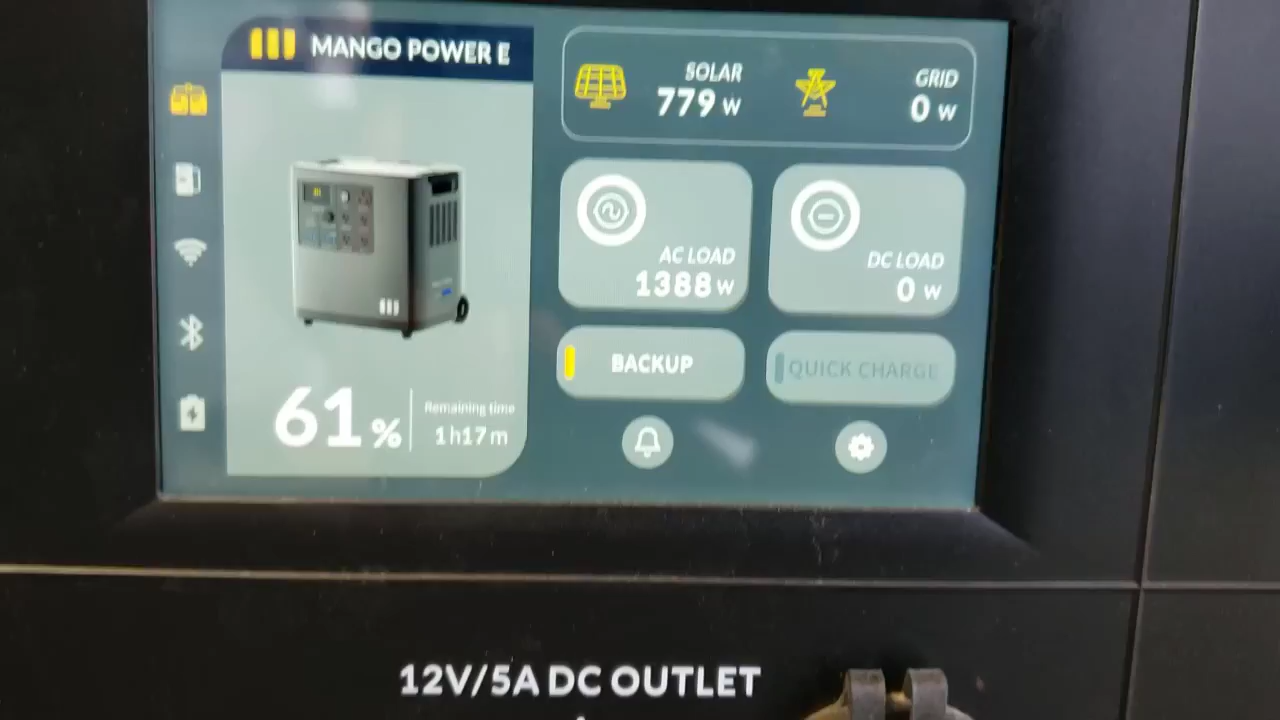 MANGO POWER E
SOLAR
779 W
GRID
0 W
AC LOAD
1388 W
DC LOAD
0 W
BACKUP
QUICK CHARGE
61 %
Remaining time
1h17m
12V/5A DC OUTLET